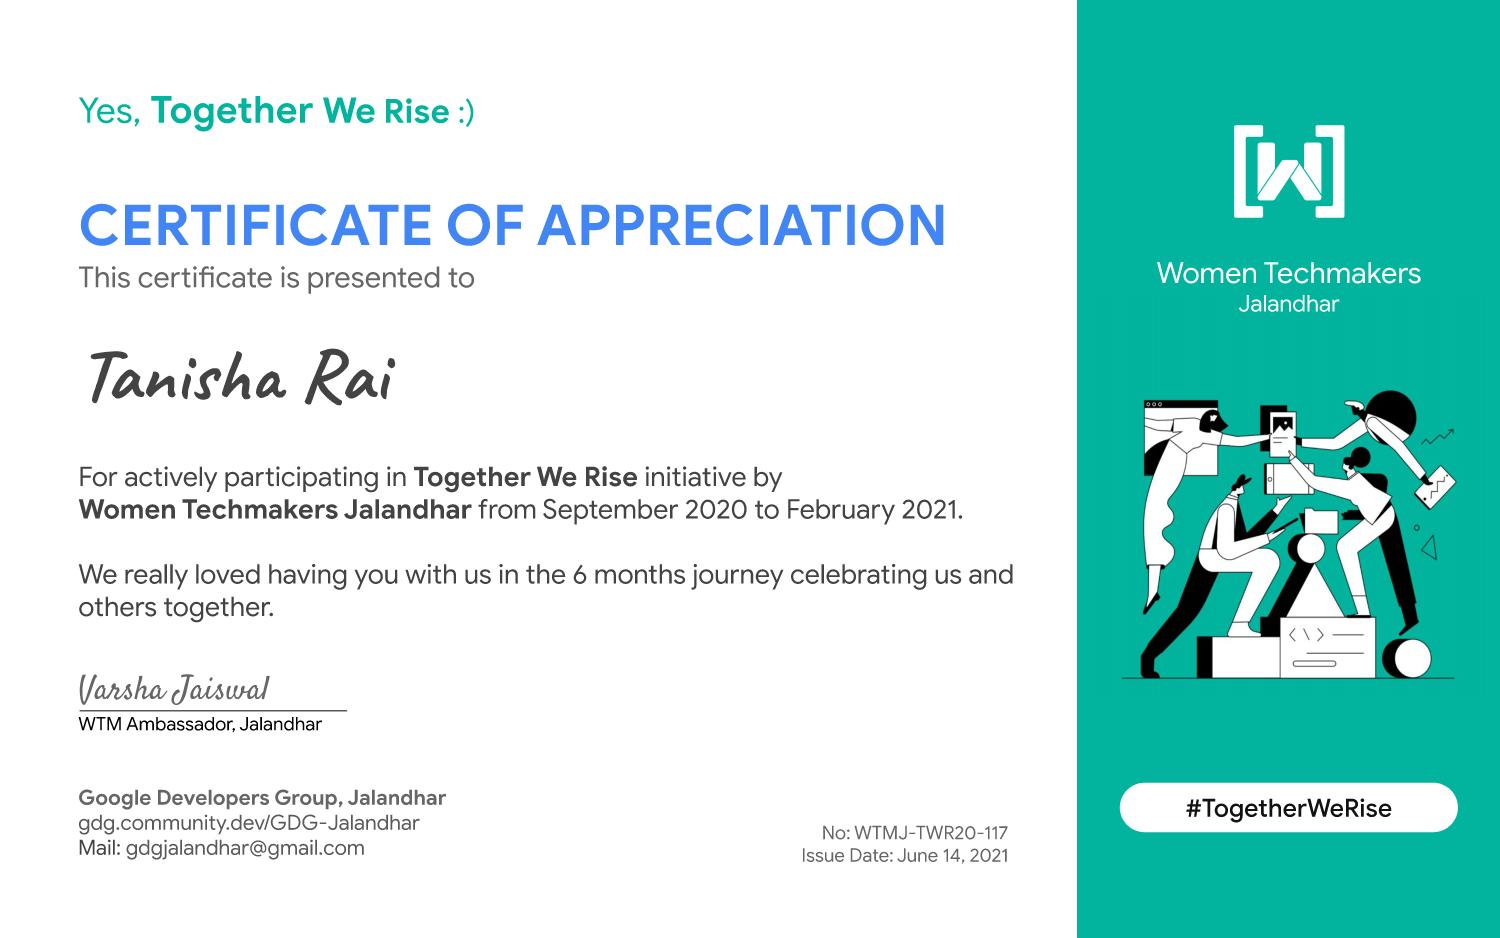 Yes, Together We Rise :)
CERTIFICATE OF APPRECIATION
This certificate is presented to
Tanisha Rai
For actively participating in Together We Rise initiative by
Women Techmakers Jalandhar from September 2020 to February 2021.
We really loved having you with us in the 6 months journey celebrating us and
others together.
Varsha Jaiswal
WTM Ambassador, Jalandhar
Google Developers Group, Jalandhar
gdg.community.dev/GDG-Jalandhar
Mail: gdgjalandhar@gmail.com
No: WTMJ-TWR20-117
Issue Date: June 14, 2021
[W]
Women Techmakers
Jalandhar
#TogetherWeRise